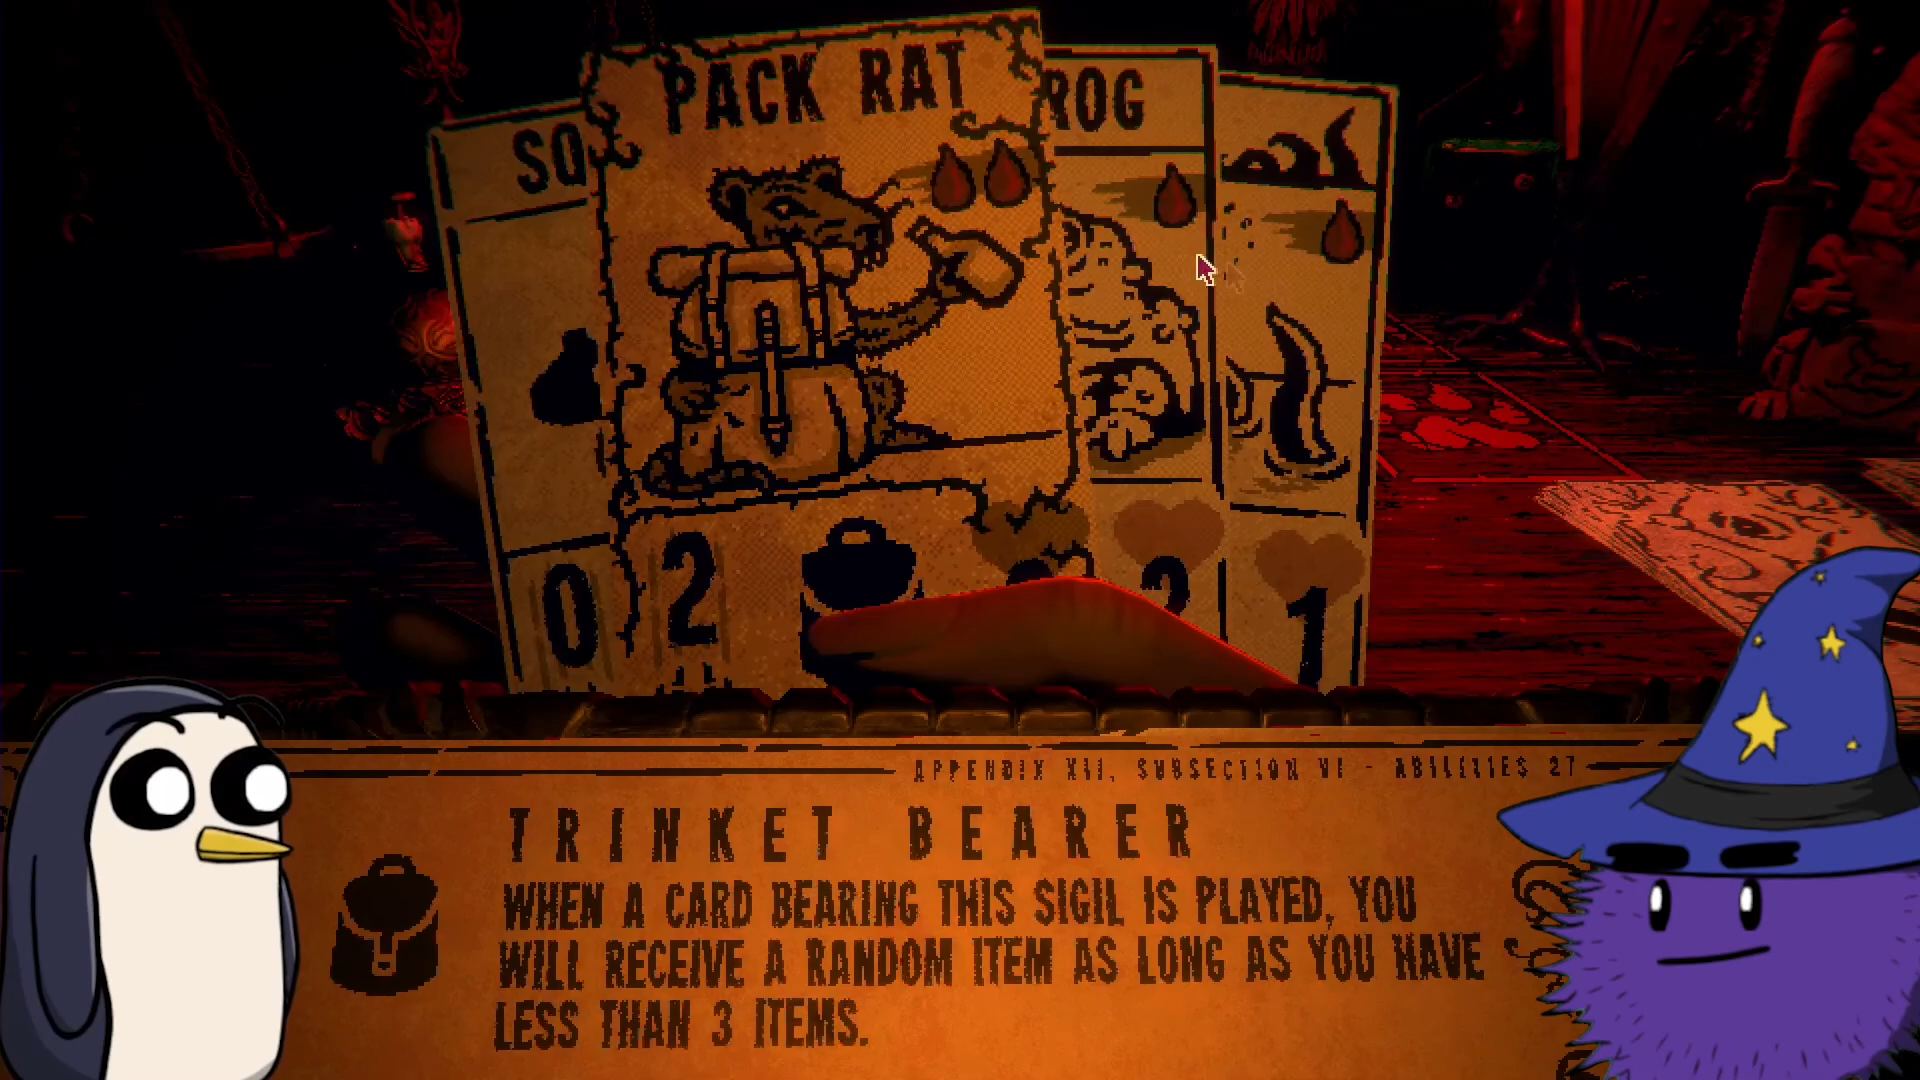 SQ
PACK RAT
ROG
0
2
2
1
APPENDIX XII, SUBSECTION VI - ABILITIES 27
TRINKET BEARER
WHEN A CARD BEARING THIS SIGIL IS PLAYED, YOU
WILL RECEIVE A RANDOM ITEM AS LONG AS YOU HAVE
LESS THAN 3 ITEMS.